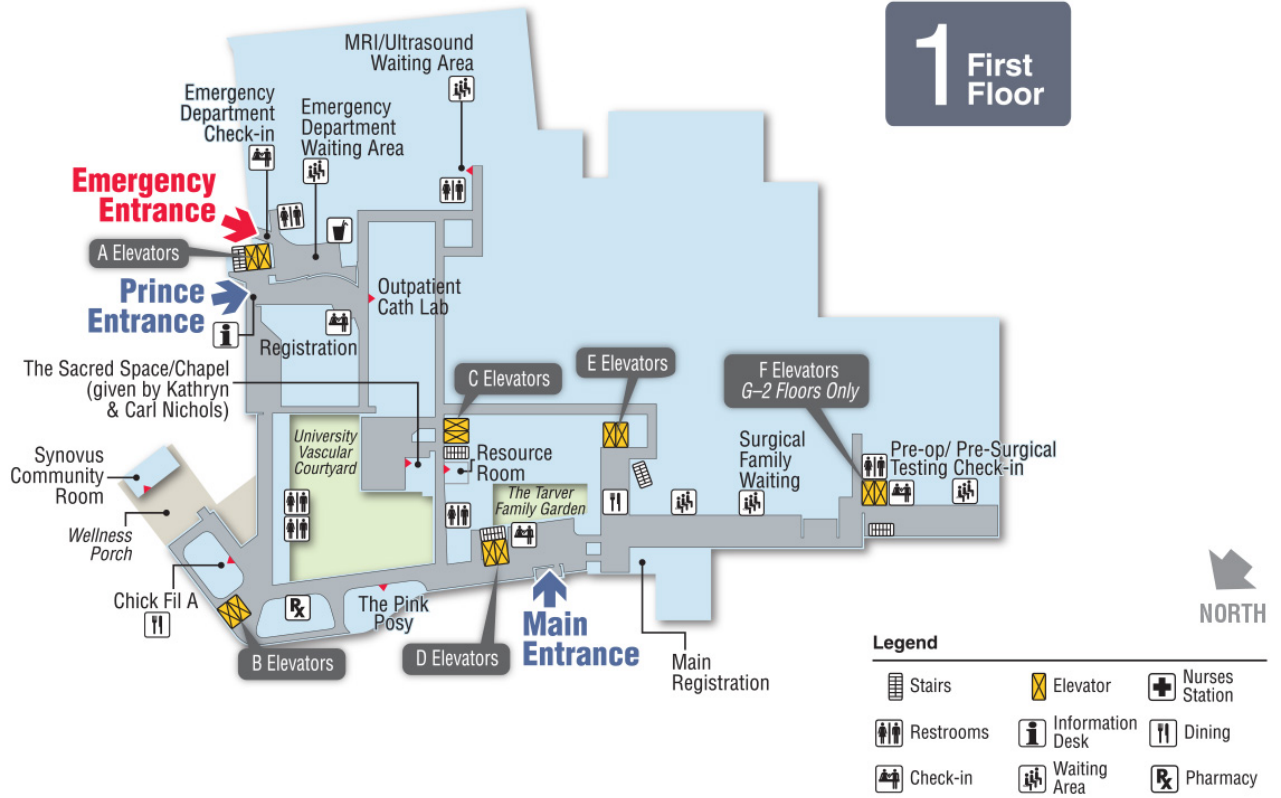 1 First
Floor
MRI/Ultrasound
Waiting Area
Emergency
Department
Check-in
Emergency
Department
Waiting Area
Emergency
Entrance
A Elevators
Prince
Entrance
Outpatient
Cath Lab
i
Registration
The Sacred Space/Chapel
(given by Kathryn
& Carl Nichols)
C Elevators
E Elevators
F Elevators
G–2 Floors Only
University
Vascular
Courtyard
Synovus
Community
Room
Resource
Room
Surgical
Family
Waiting
Pre-op/ Pre-Surgical
Testing Check-in
The Tarver
Family Garden
Wellness
Porch
Chick Fil A
Rx
The Pink
Posy
Main
Entrance
B Elevators
D Elevators
Main
Registration
NORTH
Legend
Stairs
Elevator
Nurses
Station
Restrooms
i
Information
Desk
Dining
Check-in
Waiting
Area
Rx
Pharmacy